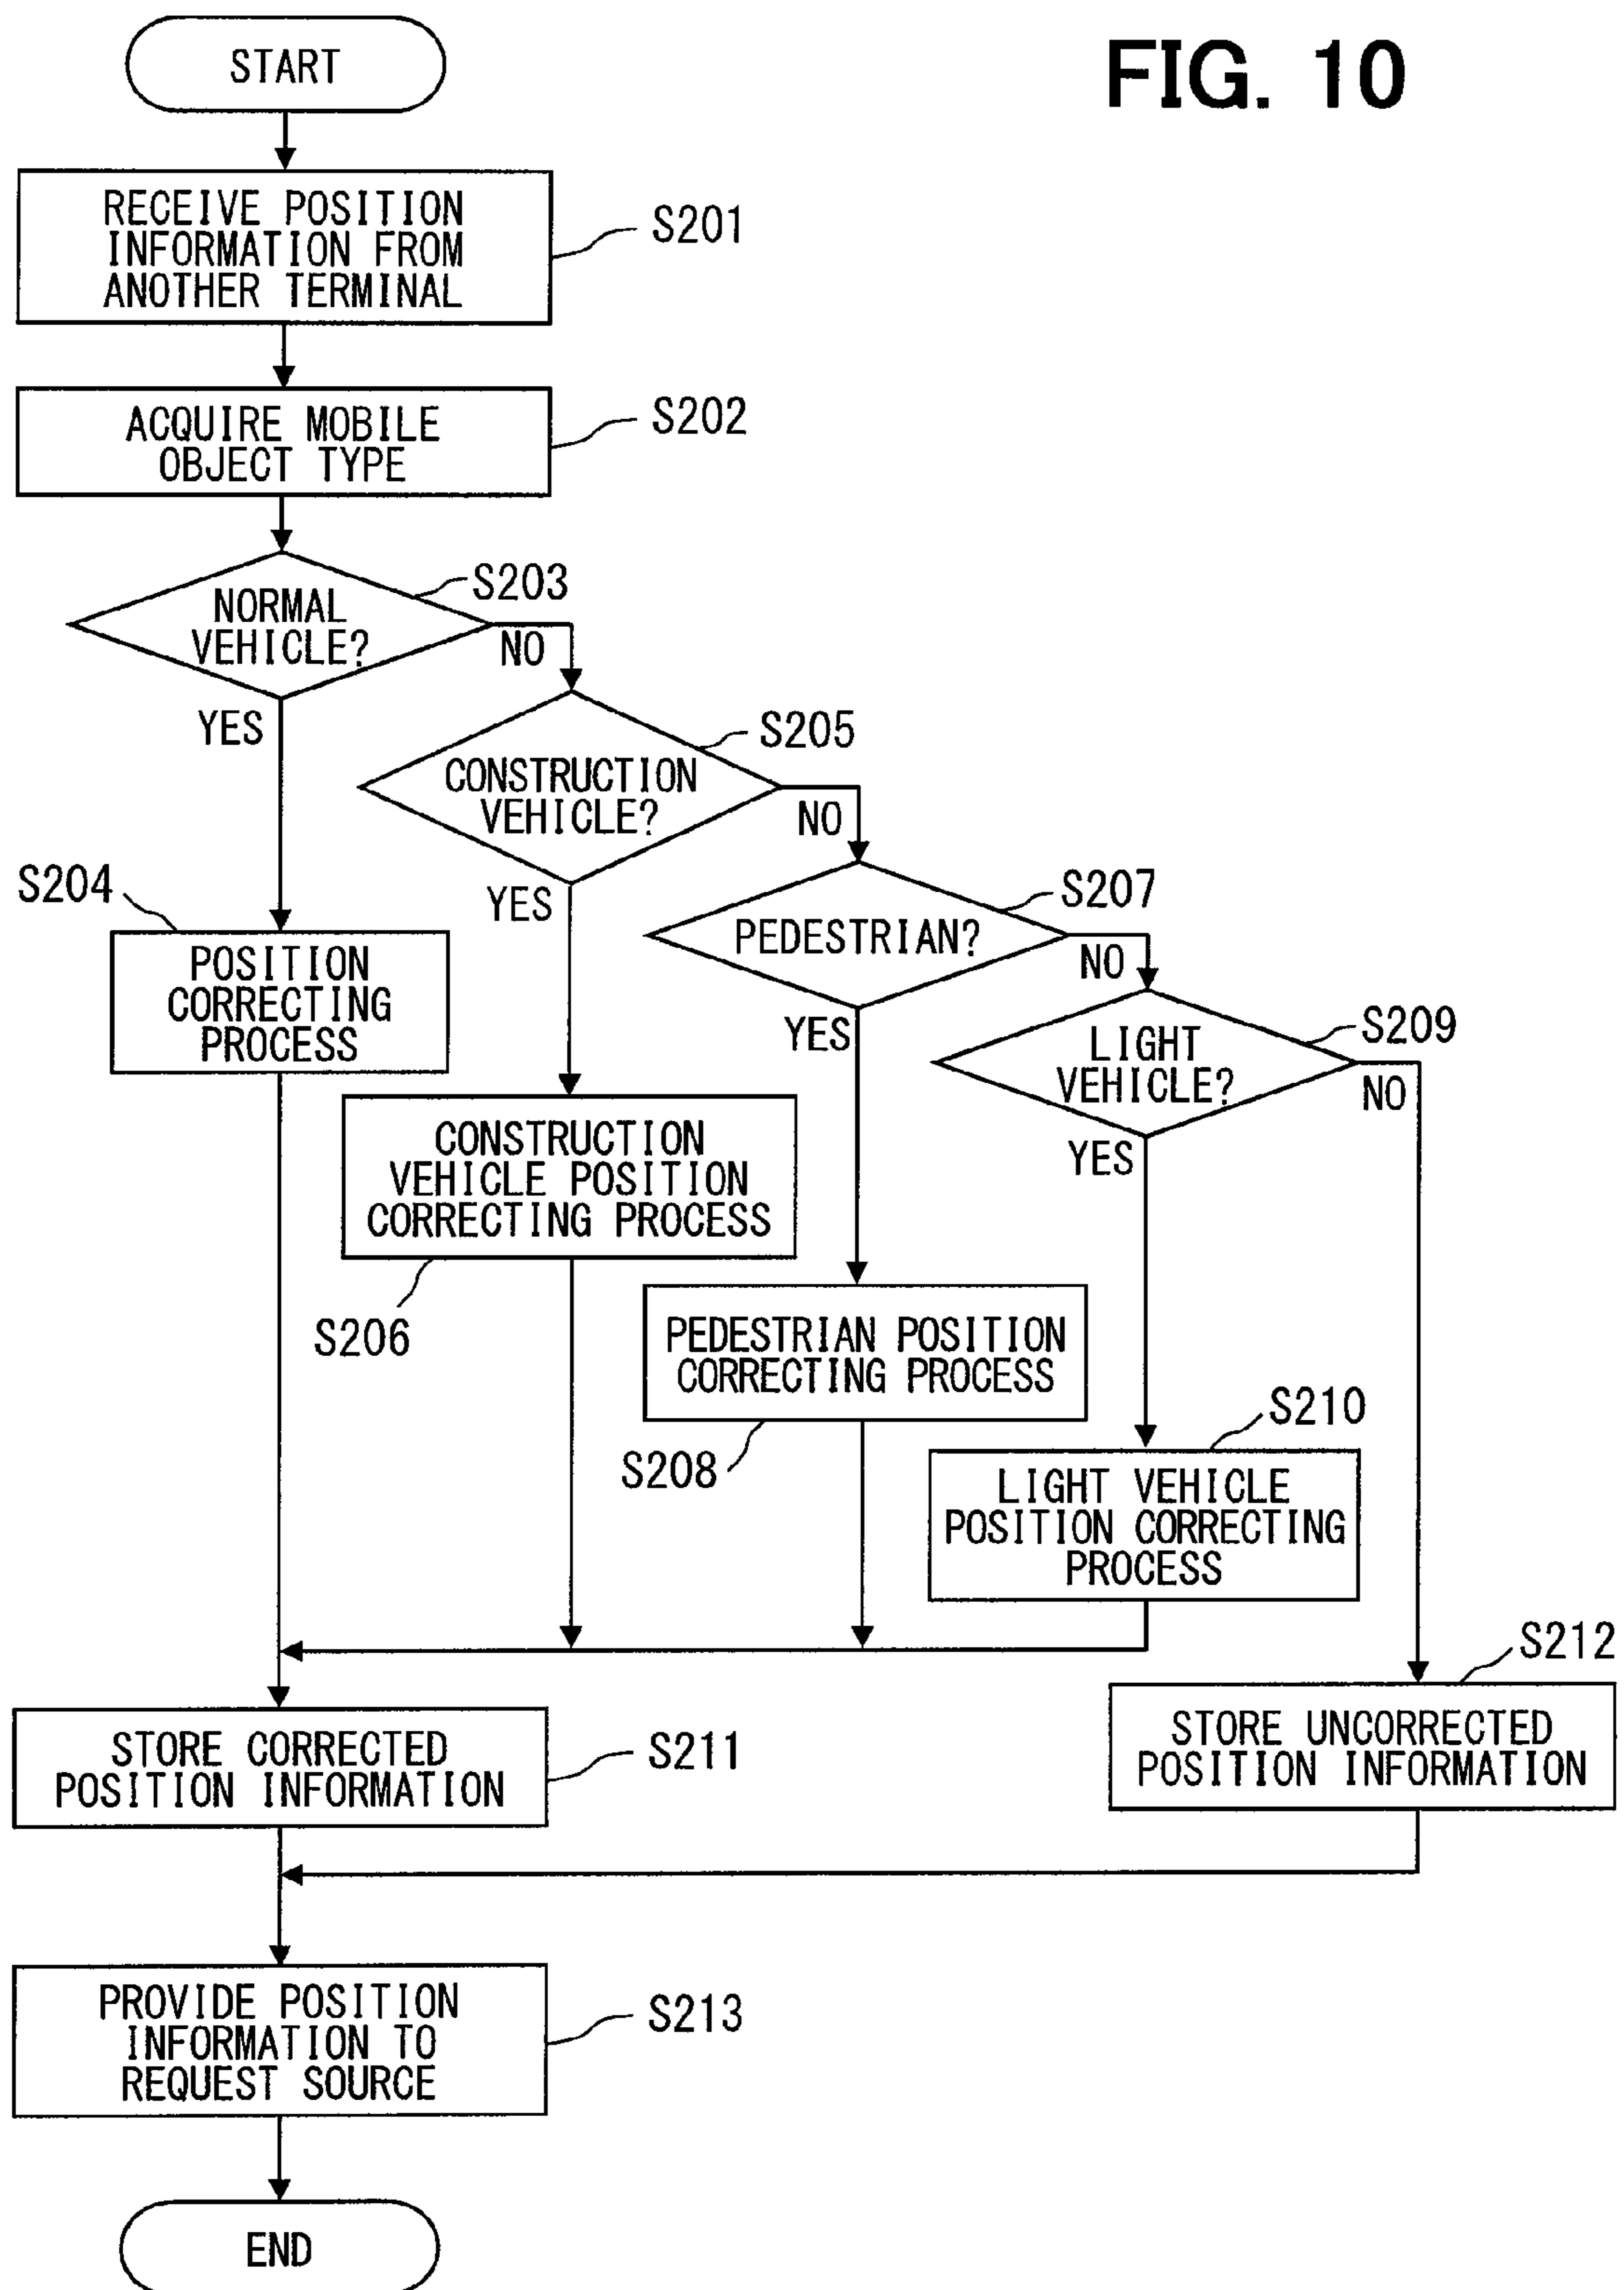 FIG. 10
START
RECEIVE POSITION
INFORMATION FROM
ANOTHER TERMINAL
S201
ACQUIRE MOBILE
OBJECT TYPE
S202
NORMAL
VEHICLE?
S203
NO
YES
CONSTRUCTION
VEHICLE?
S205
NO
YES
S204
POSITION
CORRECTING
PROCESS
PEDESTRIAN?
S207
NO
YES
LIGHT
VEHICLE?
S209
NO
YES
CONSTRUCTION
VEHICLE POSITION
CORRECTING PROCESS
S206
PEDESTRIAN POSITION
CORRECTING PROCESS
S208
S210
LIGHT VEHICLE
POSITION CORRECTING
PROCESS
STORE CORRECTED
POSITION INFORMATION
S211
S212
STORE UNCORRECTED
POSITION INFORMATION
PROVIDE POSITION
INFORMATION TO
REQUEST SOURCE
S213
END